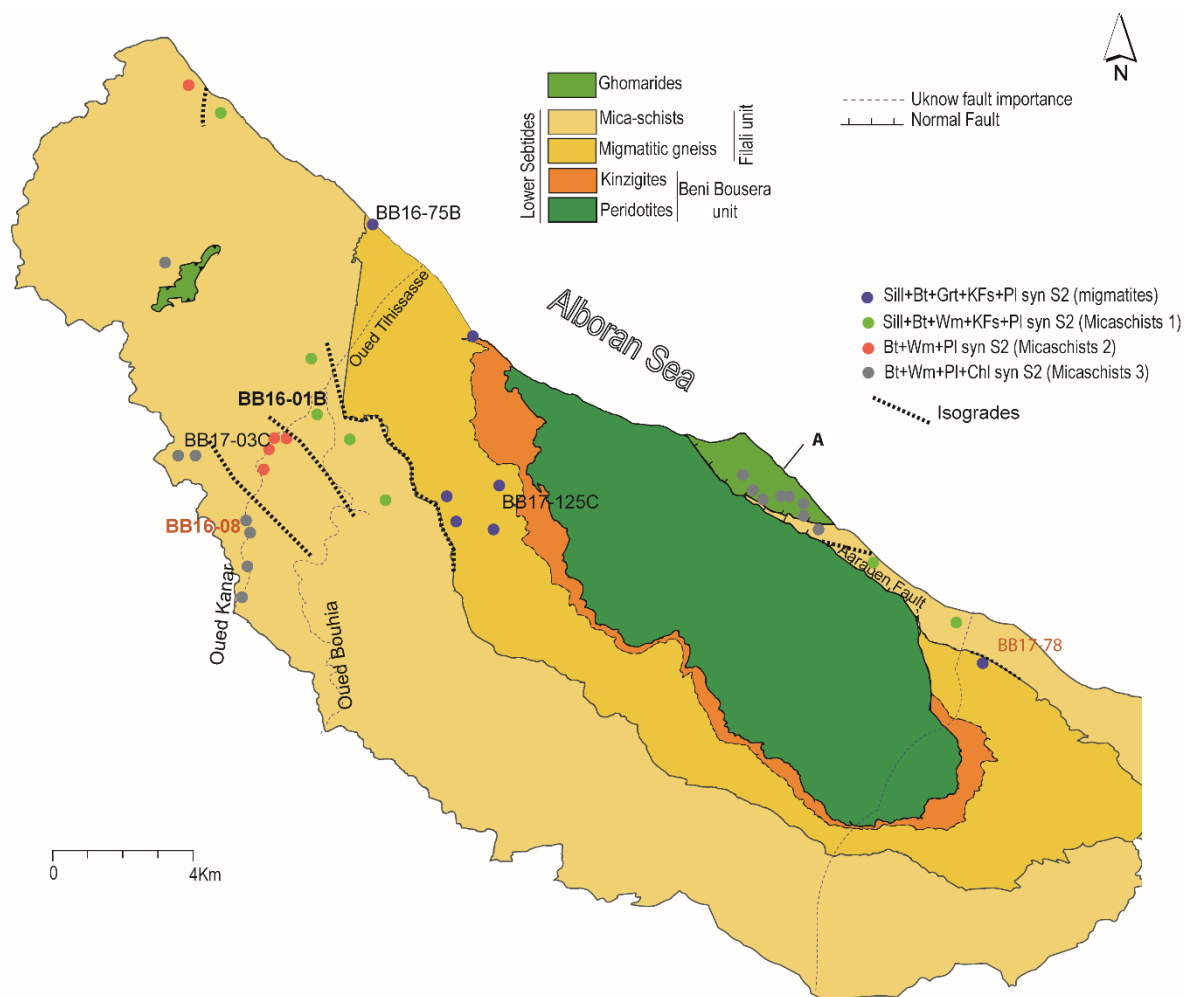 N
Ghomarides
Mica-schists
Migmatitic gneiss
Kinzigites
Peridotites
Lower Sebtides
Filali unit
Beni Bousera
unit
Uknow fault importance
Normal Fault
BB16-75B
Oued Tihissasse
Alboran Sea
Sill+Bt+Grt+KFs+Pl syn S2 (migmatites)
Sill+Bt+Wm+KFs+Pl syn S2 (Micaschists 1)
Bt+Wm+Pl syn S2 (Micaschists 2)
Bt+Wm+Pl+Chl syn S2 (Micaschists 3)
Isogrades
BB16-01B
BB17-03C
A
BB17-125C
BB16-08
Aaraben Fault
Oued Kanar
Oued Bouhia
BB17-78
0 4Km